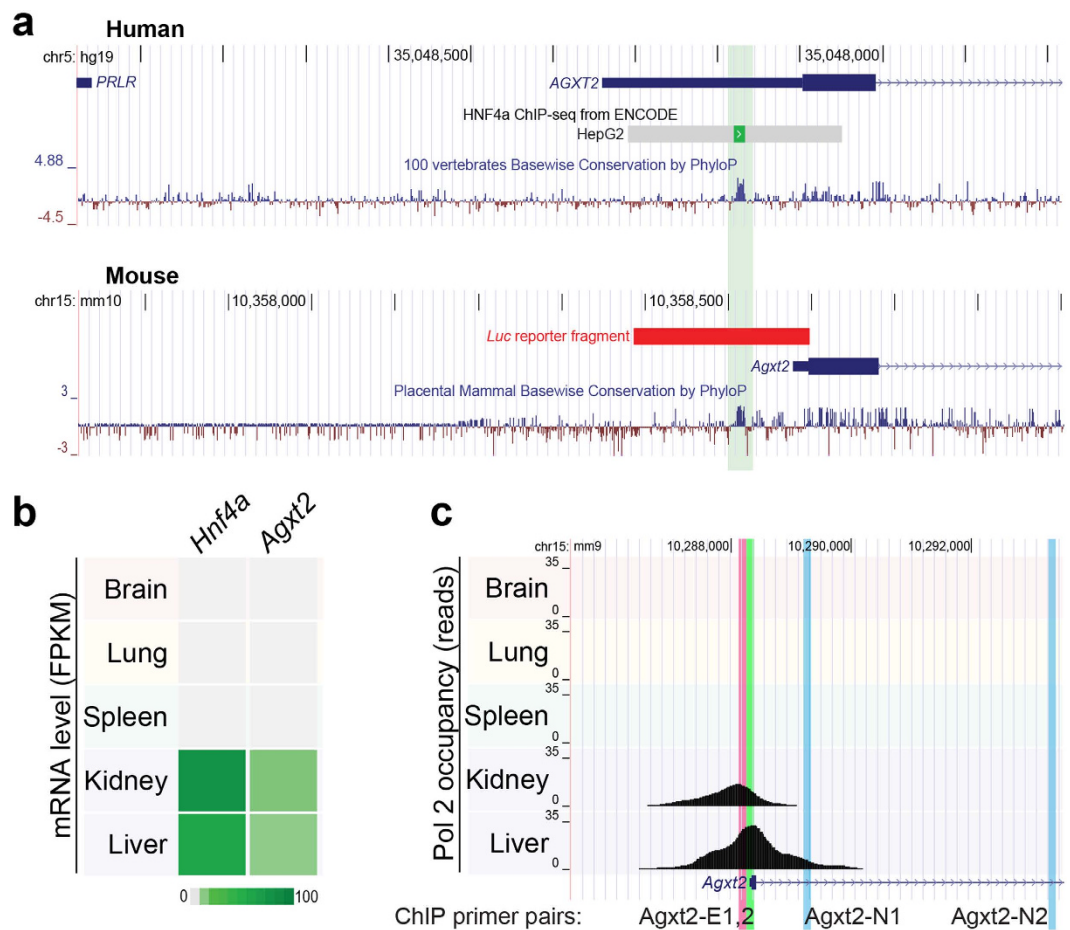 a
Human
chr5: hg19
35,048,500
35,048,000
PRLR
AGXT2
HNF4a ChIP-seq from ENCODE
HepG2
100 vertebrates Basewise Conservation by PhyloP
4.88
-4.5
Mouse
chr15: mm10
10,358,000
10,358,500
Luc reporter fragment
Agxt2
Placental Mammal Basewise Conservation by PhyloP
3
-3
b
Hnf4a
Agxt2
mRNA level (FPKM)
Brain
Lung
Spleen
Kidney
Liver
0
100
c
chr15: mm9
10,288,000
10,290,000
10,292,000
Pol 2 occupancy (reads)
35
Brain
0
35
Lung
0
35
Spleen
0
35
Kidney
0
35
Liver
0
Agxt2
ChIP primer pairs: Agxt2-E1,2 Agxt2-N1 Agxt2-N2